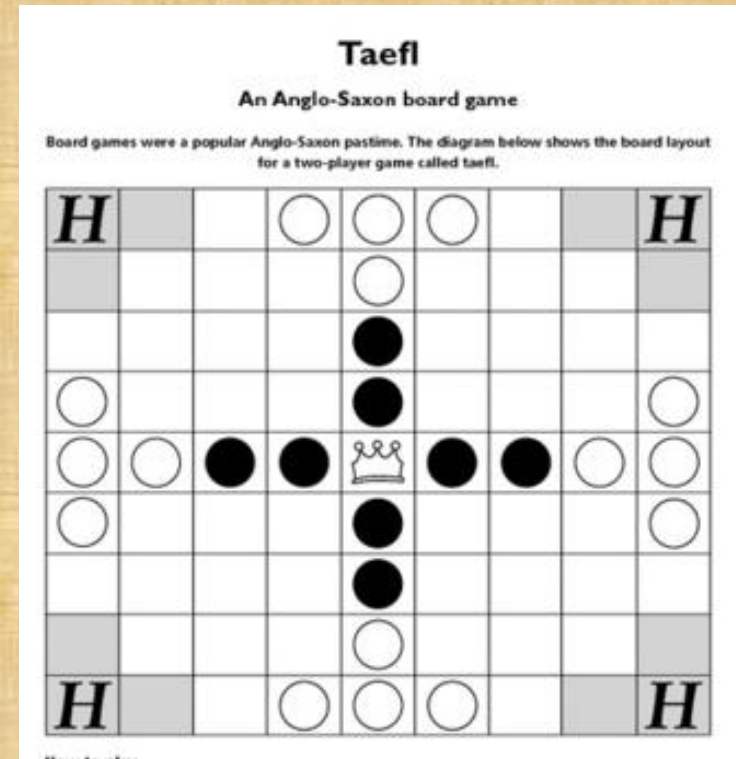 Taefl
An Anglo-Saxon board game
Board games were a popular Anglo-Saxon pastime. The diagram below shows the board layout
for a two-player game called taefl.
H H
H H